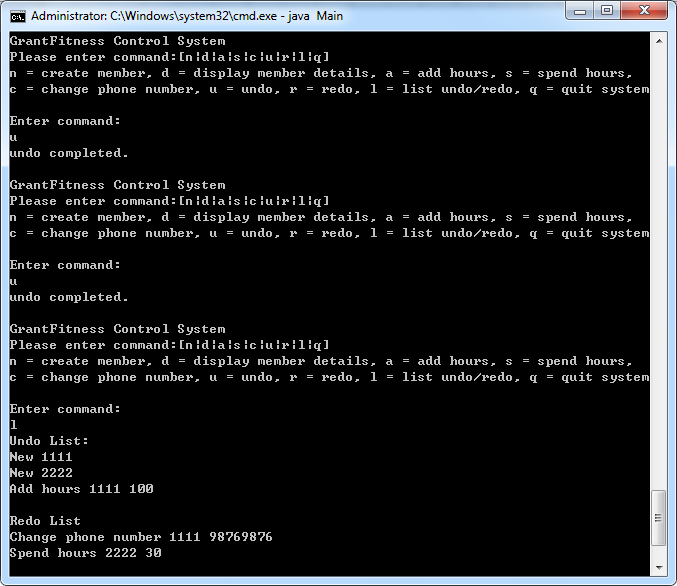 Administrator: C:\Windows\system32\cmd.exe - java  Main
GrantFitness Control System
Please enter command:[n|d|a|s|c|u|r|l|q]
n = create member, d = display member details, a = add hours, s = spend hours,
c = change phone number, u = undo, r = redo, l = list undo/redo, q = quit system
Enter command:
u
undo completed.
GrantFitness Control System
Please enter command:[n|d|a|s|c|u|r|l|q]
n = create member, d = display member details, a = add hours, s = spend hours,
c = change phone number, u = undo, r = redo, l = list undo/redo, q = quit system
Enter command:
u
undo completed.
GrantFitness Control System
Please enter command:[n|d|a|s|c|u|r|l|q]
n = create member, d = display member details, a = add hours, s = spend hours,
c = change phone number, u = undo, r = redo, l = list undo/redo, q = quit system
Enter command:
l
Undo List:
New 1111
New 2222
Add hours 1111 100
Redo List
Change phone number 1111 98769876
Spend hours 2222 30